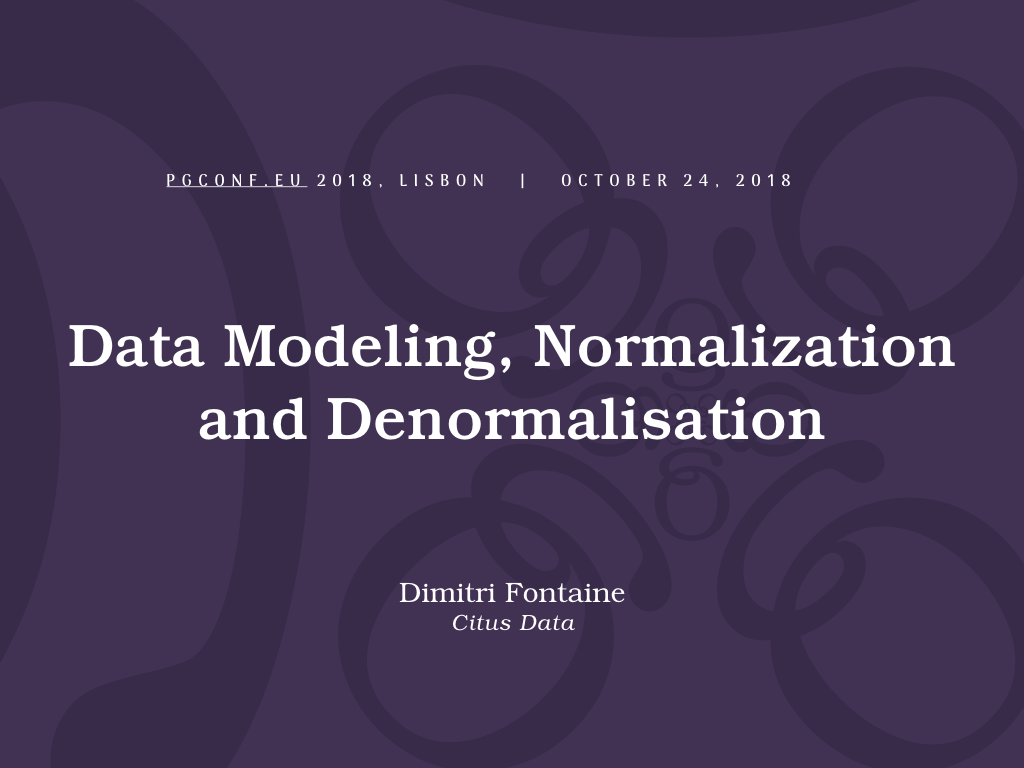 PGCONF.EU 2018, LISBON | OCTOBER 24, 2018
Data Modeling, Normalization
and Denormalisation
Dimitri Fontaine
Citus Data